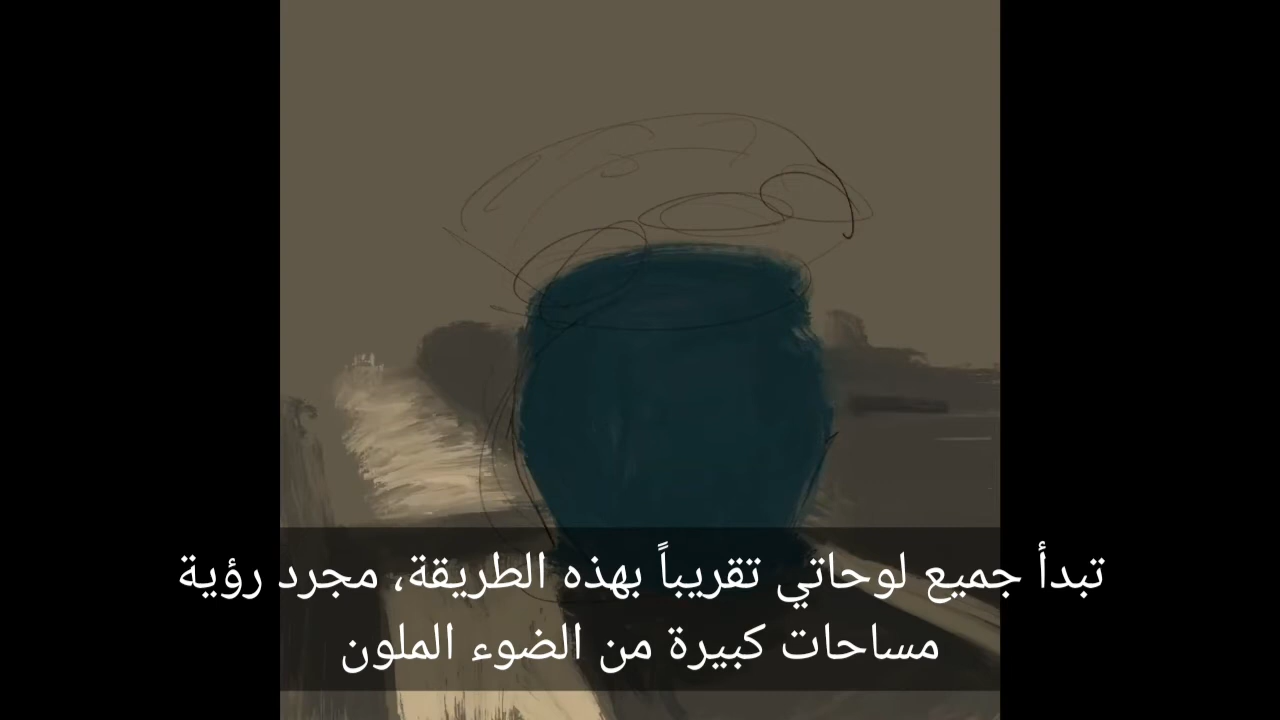 تبدأ جميع لوحاتي تقريباً بهذه الطريقة، مجرد رؤية
مساحات كبيرة من الضوء الملون